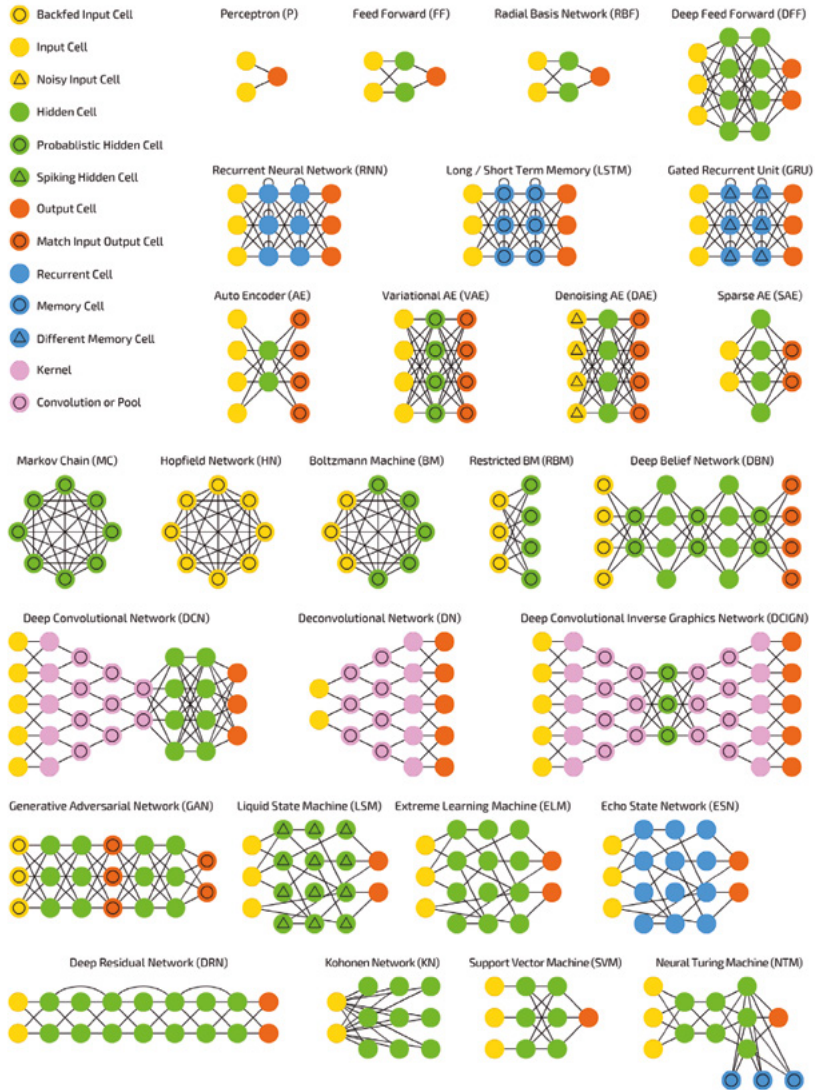 Backfed Input Cell
Input Cell
Noisy Input Cell
Hidden Cell
Probablistic Hidden Cell
Spiking Hidden Cell
Output Cell
Match Input Output Cell
Recurrent Cell
Memory Cell
Different Memory Cell
Kernel
Convolution or Pool
Perceptron (P)
Feed Forward (FF)
Radial Basis Network (RBF)
Deep Feed Forward (DFF)
Recurrent Neural Network (RNN)
Long / Short Term Memory (LSTM)
Gated Recurrent Unit (GRU)
Auto Encoder (AE)
Variational AE (VAE)
Denoising AE (DAE)
Sparse AE (SAE)
Markov Chain (MC)
Hopfield Network (HN)
Boltzmann Machine (BM)
Restricted BM (RBM)
Deep Belief Network (DBN)
Deep Convolutional Network (DCN)
Deconvolutional Network (DN)
Deep Convolutional Inverse Graphics Network (DCIGN)
Generative Adversarial Network (GAN)
Liquid State Machine (LSM)
Extreme Learning Machine (ELM)
Echo State Network (ESN)
Deep Residual Network (DRN)
Kohonen Network (KN)
Support Vector Machine (SVM)
Neural Turing Machine (NTM)